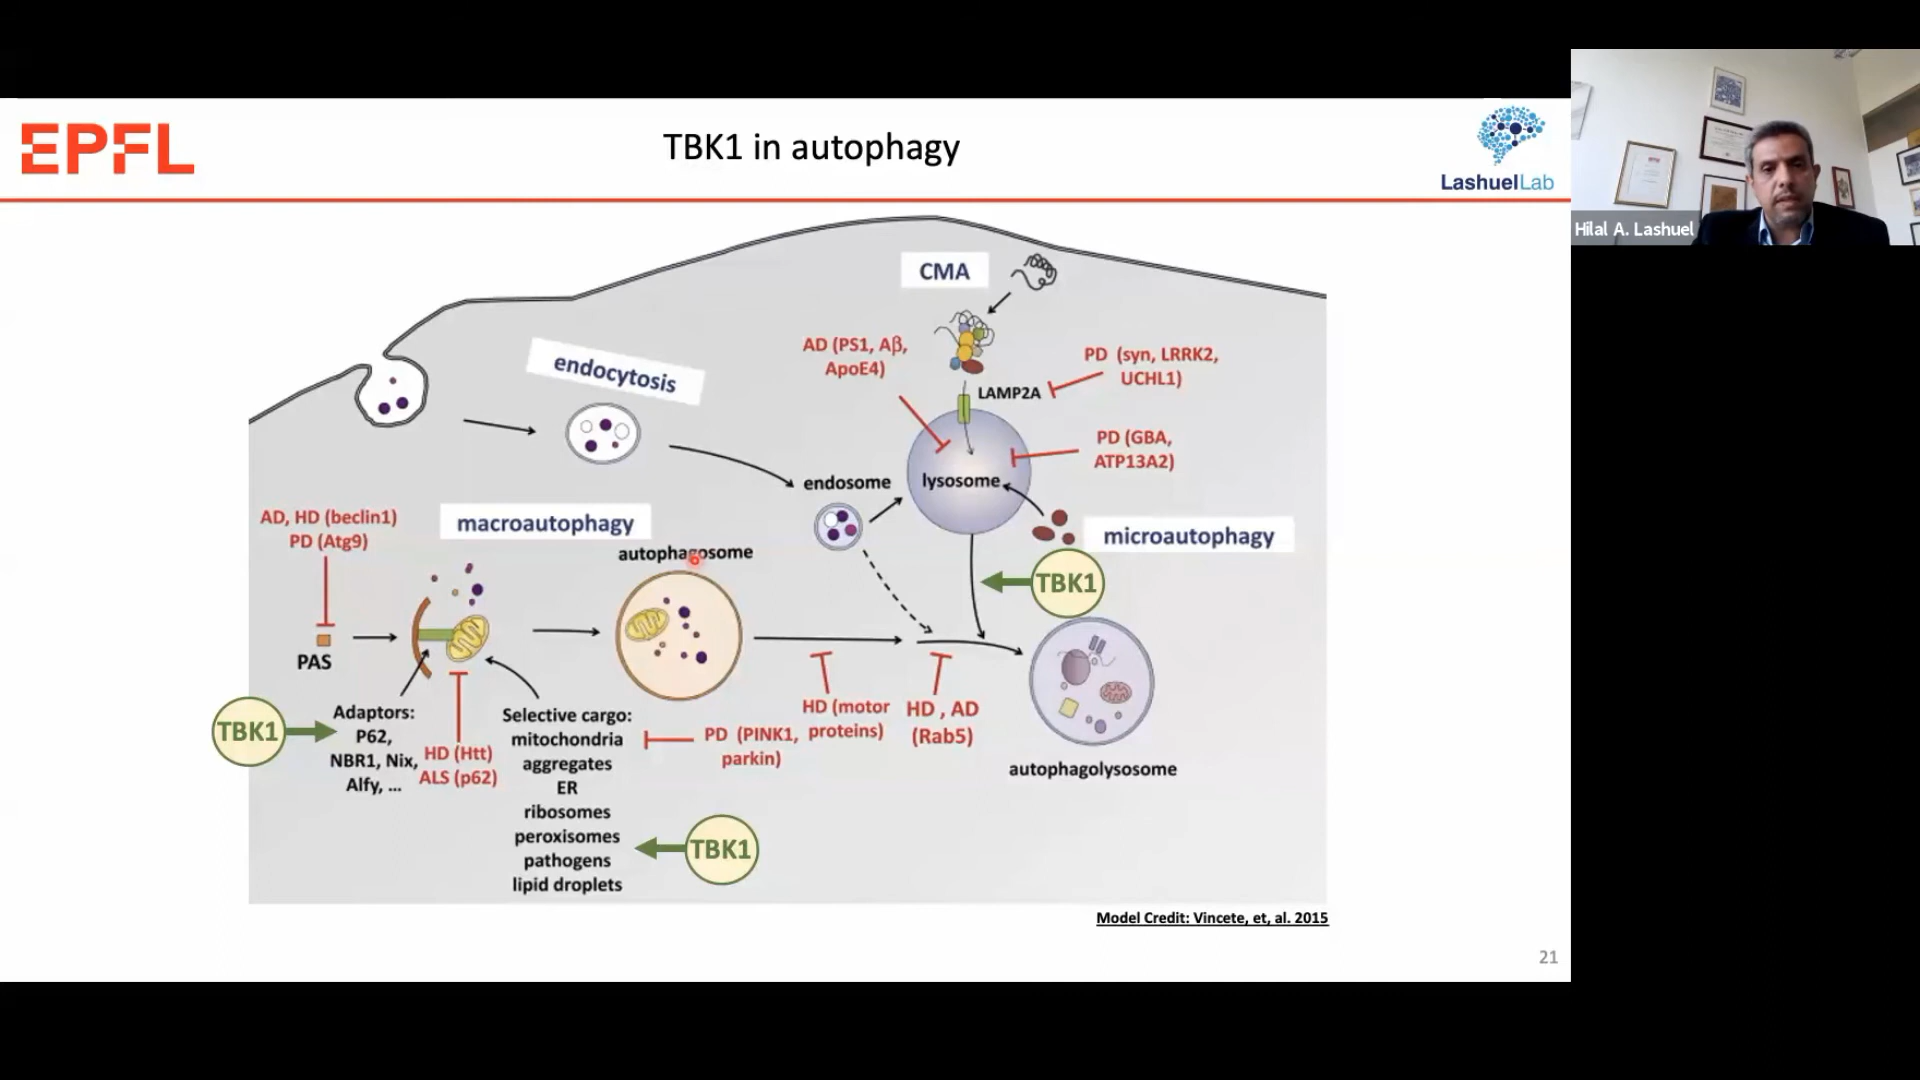 EPFL
TBK1 in autophagy
LashuelLab
Hilal A. Lashuel
CMA
endocytosis
AD (PS1, Aβ,
ApoE4)
PD (syn, LRRK2,
UCHL1)
LAMP2A
PD (GBA,
ATP13A2)
endosome
lysosome
AD, HD (beclin1)
PD (Atg9)
macroautophagy
microautophagy
autophagosome
TBK1
PAS
TBK1
Adaptors:
P62,
NBR1, Nix,
Alfy, ...
HD (Htt)
ALS (p62)
Selective cargo:
mitochondria
aggregates
ER
ribosomes
peroxisomes
pathogens
lipid droplets
PD (PINK1,
parkin)
HD (motor
proteins)
HD , AD
(Rab5)
autophagolysosome
TBK1
Model Credit: Vincete, et, al. 2015
21